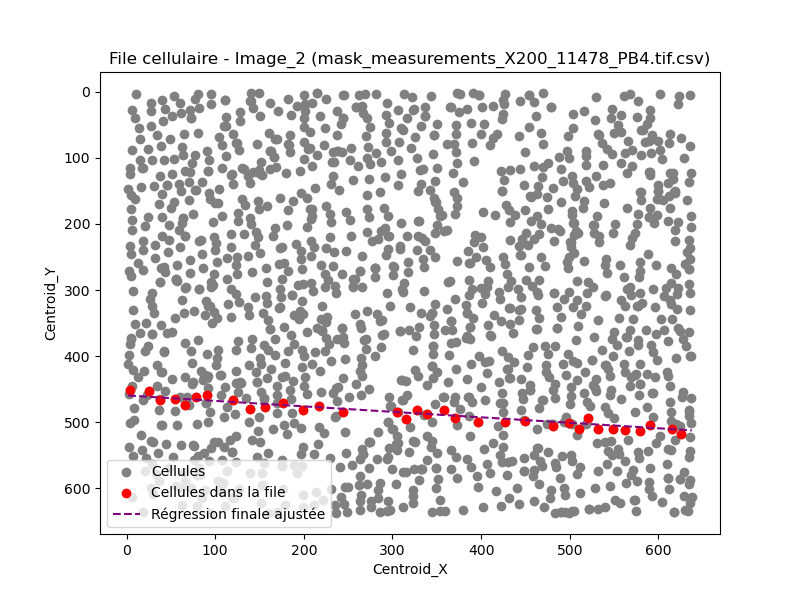 File cellulaire - Image_2 (mask_measurements_X200_11478_PB4.tif.csv)
0
100
200
300
400
500
600
Centroid_Y
Cellules
Cellules dans la file
Régression finale ajustée
0 100 200 300 400 500 600
Centroid_X